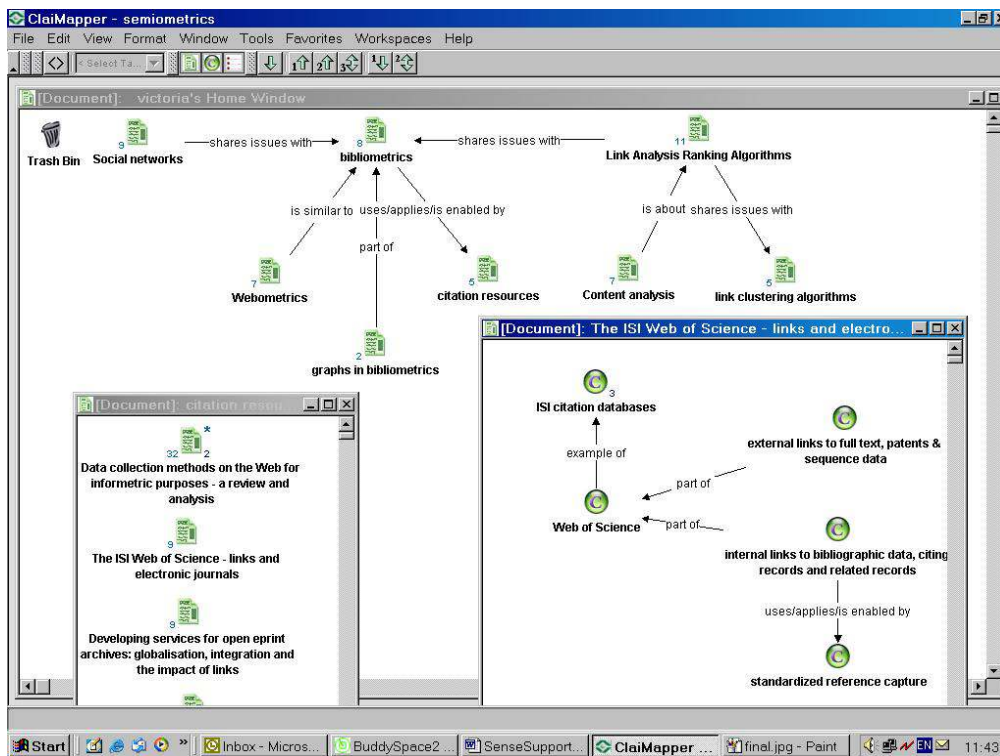 ClaiMapper - semiometrics
File Edit View Format Window Tools Favorites Workspaces Help
<> < Select Ta...
[Document]: victoria's Home Window
Trash Bin
9
Social networks
shares issues with
8
bibliometrics
shares issues with
11
Link Analysis Ranking Algorithms
is similar to
uses/applies/is enabled by
part of
is about
shares issues with
7
Webometrics
5
citation resources
7
Content analysis
5
link clustering algorithms
2
graphs in bibliometrics
[Document]: citation resou
32
*
2
Data collection methods on the Web for
informetric purposes - a review and
analysis
9
The ISI Web of Science - links and
electronic journals
9
Developing services for open eprint
archives: globalisation, integration and
the impact of links
[Document]: The ISI Web of Science - links and electro...
C
3
ISI citation databases
example of
C
Web of Science
C
external links to full text, patents &
sequence data
part of
part of
C
internal links to bibliographic data, citing
records and related records
uses/applies/is enabled by
C
standardized reference capture
Start
»
Inbox - Micros...
BuddySpace2 ...
SenseSupport...
ClaiMapper ...
final.jpg - Paint
EN
11:43